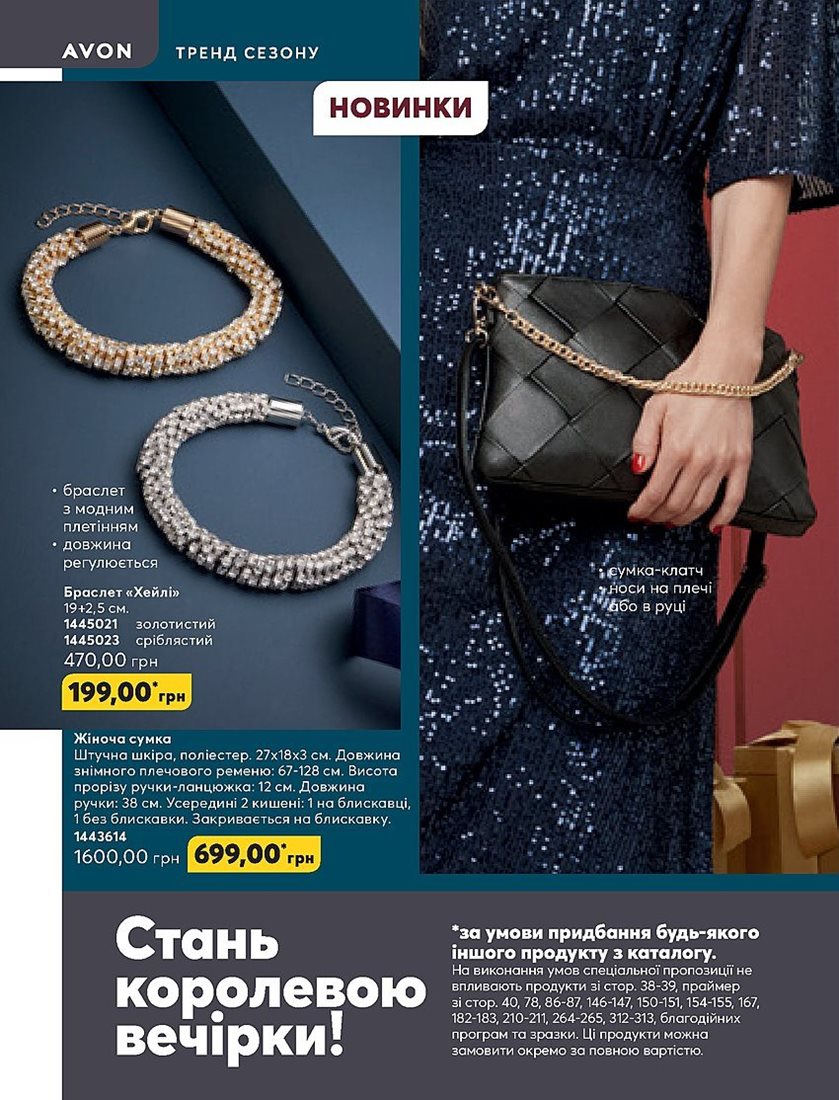 AVON
ТРЕНД СЕЗОНУ
НОВИНКИ
• браслет
з модним
плетінням
• довжина
регулюється
Браслет «Хейлі»
19+2,5 см.
1445021 золотистий
1445023 сріблястий
470,00 грн
199,00* грн
• сумка-клатч
• носи на плечі
або в руці
Жіноча сумка
Штучна шкіра, поліестер. 27х18х3 см. Довжина
знімного плечового ременю: 67-128 см. Висота
прорізу ручки-ланцюжка: 12 см. Довжина
ручки: 38 см. Усередині 2 кишені: 1 на блискавці,
1 без блискавки. Закривається на блискавку.
1443614
1600,00 грн 699,00* грн
Стань
королевою
вечірки!
*за умови придбання будь-якого
іншого продукту з каталогу.
На виконання умов спеціальної пропозиції не
впливають продукти зі стор. 38-39, праймер
зі стор. 40, 78, 86-87, 146-147, 150-151, 154-155, 167,
182-183, 210-211, 264-265, 312-313, благодійних
програм та зразки. Ці продукти можна
замовити окремо за повною вартістю.